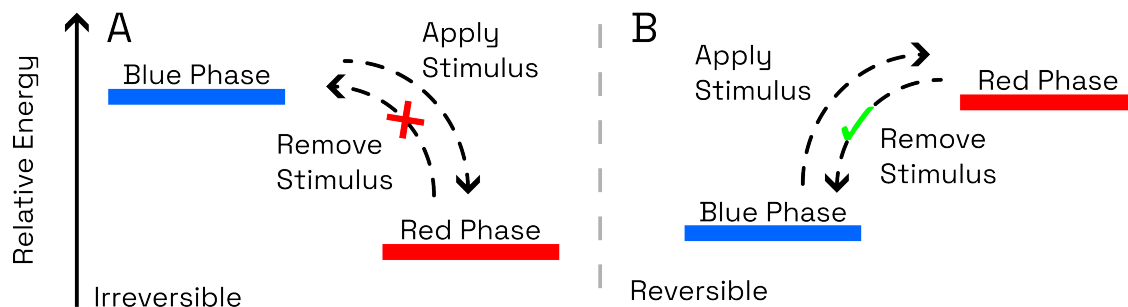 Relative Energy
A
Blue Phase
Apply
Stimulus
Remove
Stimulus
Red Phase
Irreversible
B
Apply
Stimulus
Red Phase
Remove
Stimulus
Blue Phase
Reversible